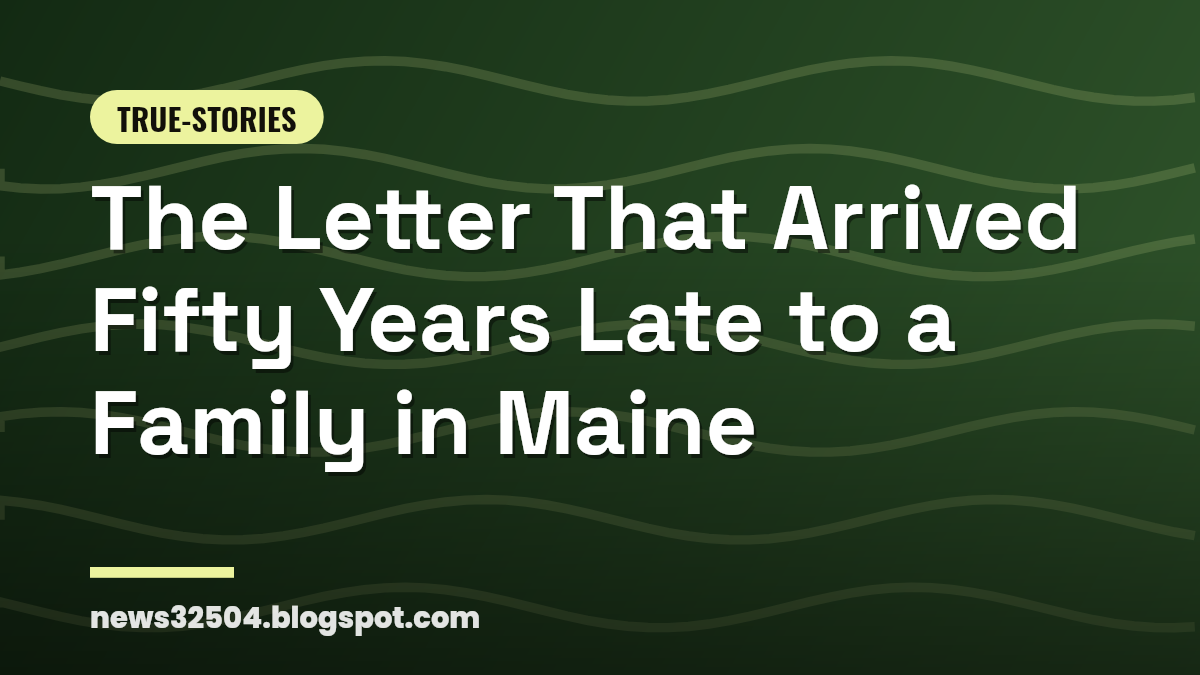 TRUE-STORIES
The Letter That Arrived
Fifty Years Late to a
Family in Maine
news32504.blogspot.com